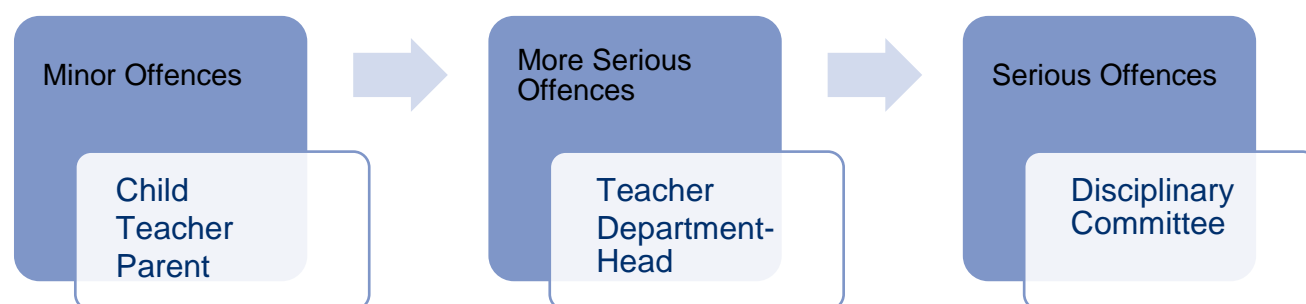 Minor Offences
Child
Teacher
Parent
More Serious
Offences
Teacher
Department-
Head
Serious Offences
Disciplinary
Committee